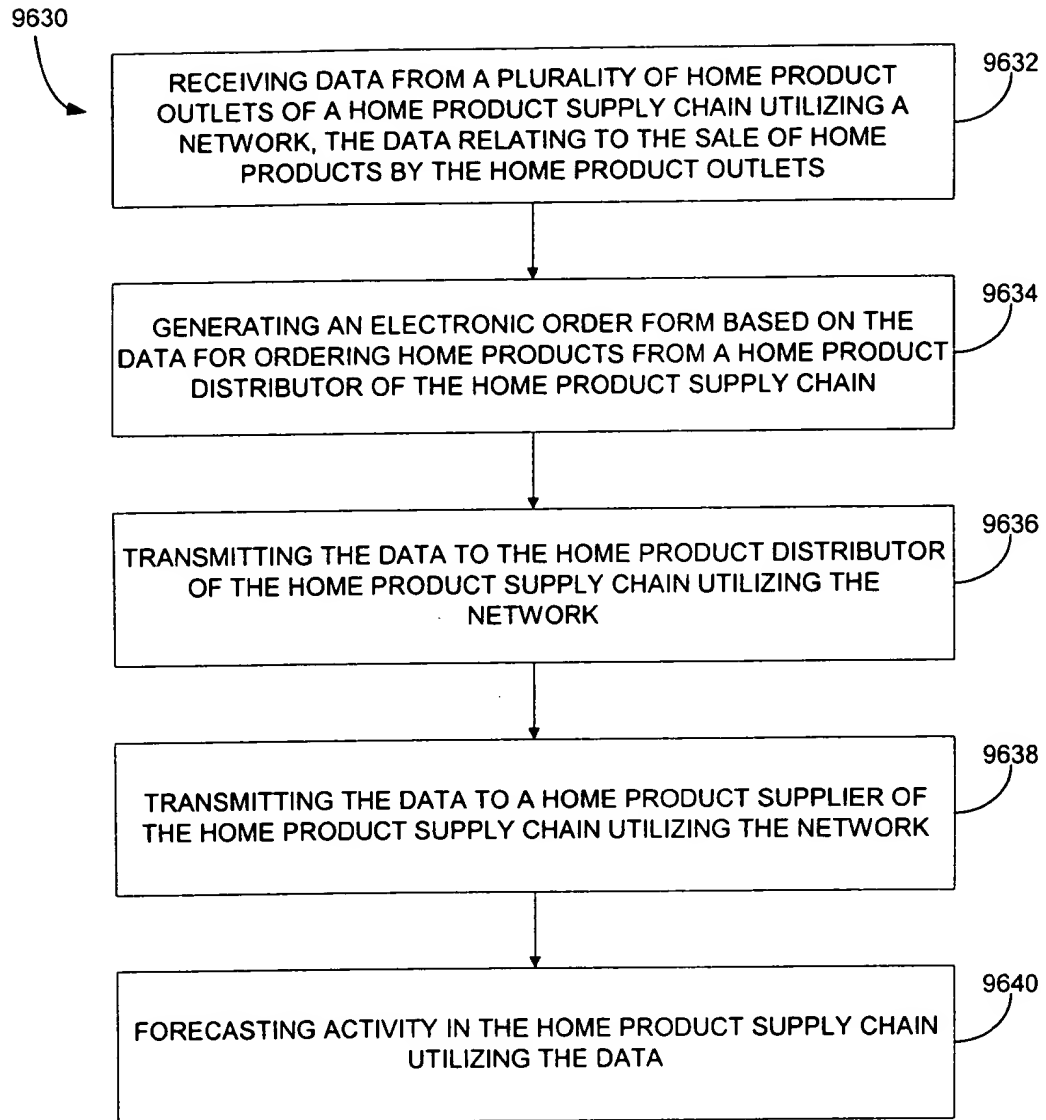 9630
9632
RECEIVING DATA FROM A PLURALITY OF HOME PRODUCT
OUTLETS OF A HOME PRODUCT SUPPLY CHAIN UTILIZING A
NETWORK, THE DATA RELATING TO THE SALE OF HOME
PRODUCTS BY THE HOME PRODUCT OUTLETS
9634
GENERATING AN ELECTRONIC ORDER FORM BASED ON THE
DATA FOR ORDERING HOME PRODUCTS FROM A HOME PRODUCT
DISTRIBUTOR OF THE HOME PRODUCT SUPPLY CHAIN
9636
TRANSMITTING THE DATA TO THE HOME PRODUCT DISTRIBUTOR
OF THE HOME PRODUCT SUPPLY CHAIN UTILIZING THE
NETWORK
9638
TRANSMITTING THE DATA TO A HOME PRODUCT SUPPLIER OF
THE HOME PRODUCT SUPPLY CHAIN UTILIZING THE NETWORK
9640
FORECASTING ACTIVITY IN THE HOME PRODUCT SUPPLY CHAIN
UTILIZING THE DATA